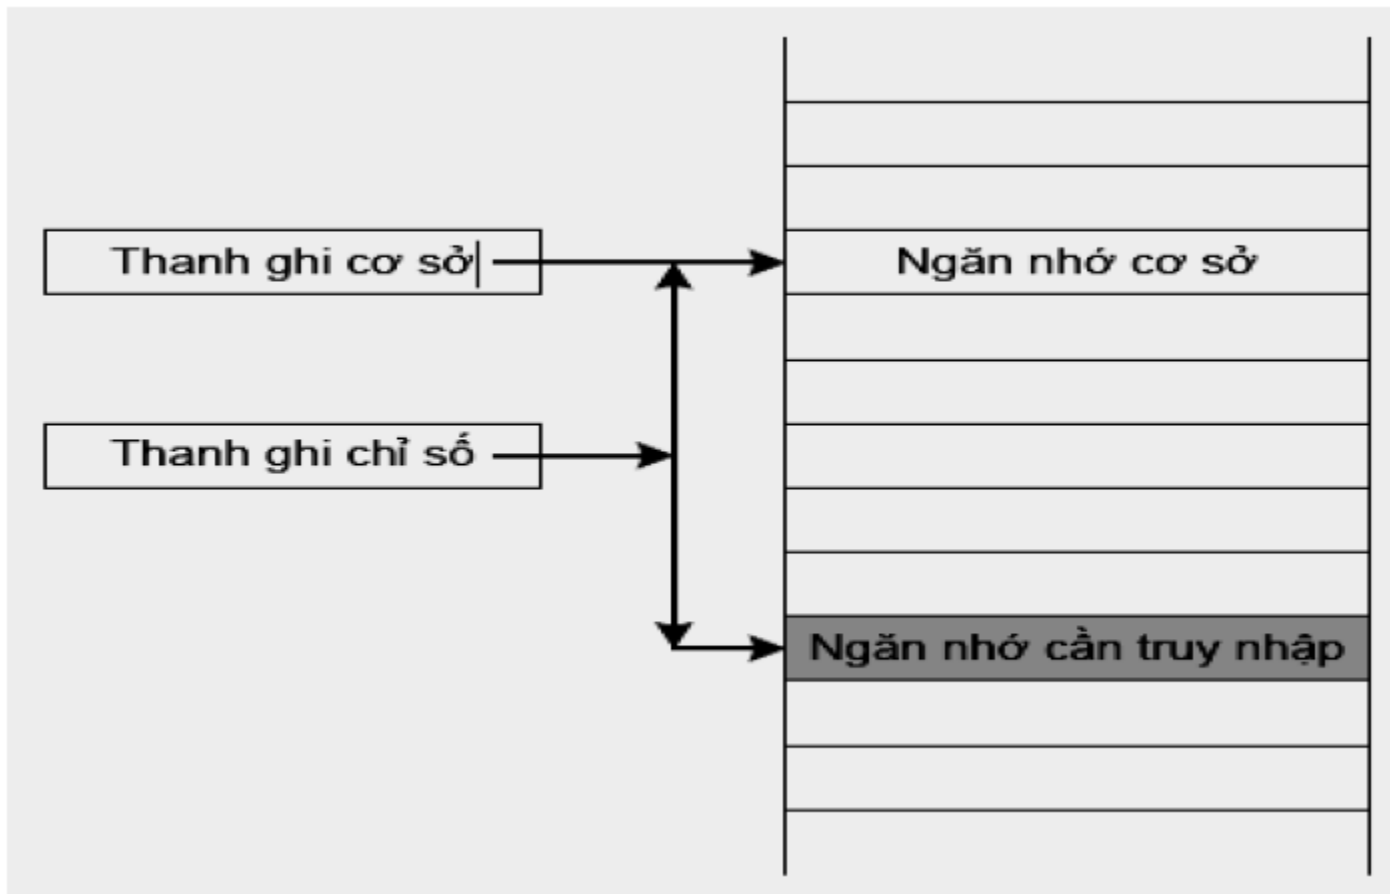 Thanh ghi cơ sở
Ngăn nhớ cơ sở
Thanh ghi chỉ số
Ngăn nhớ cần truy nhập